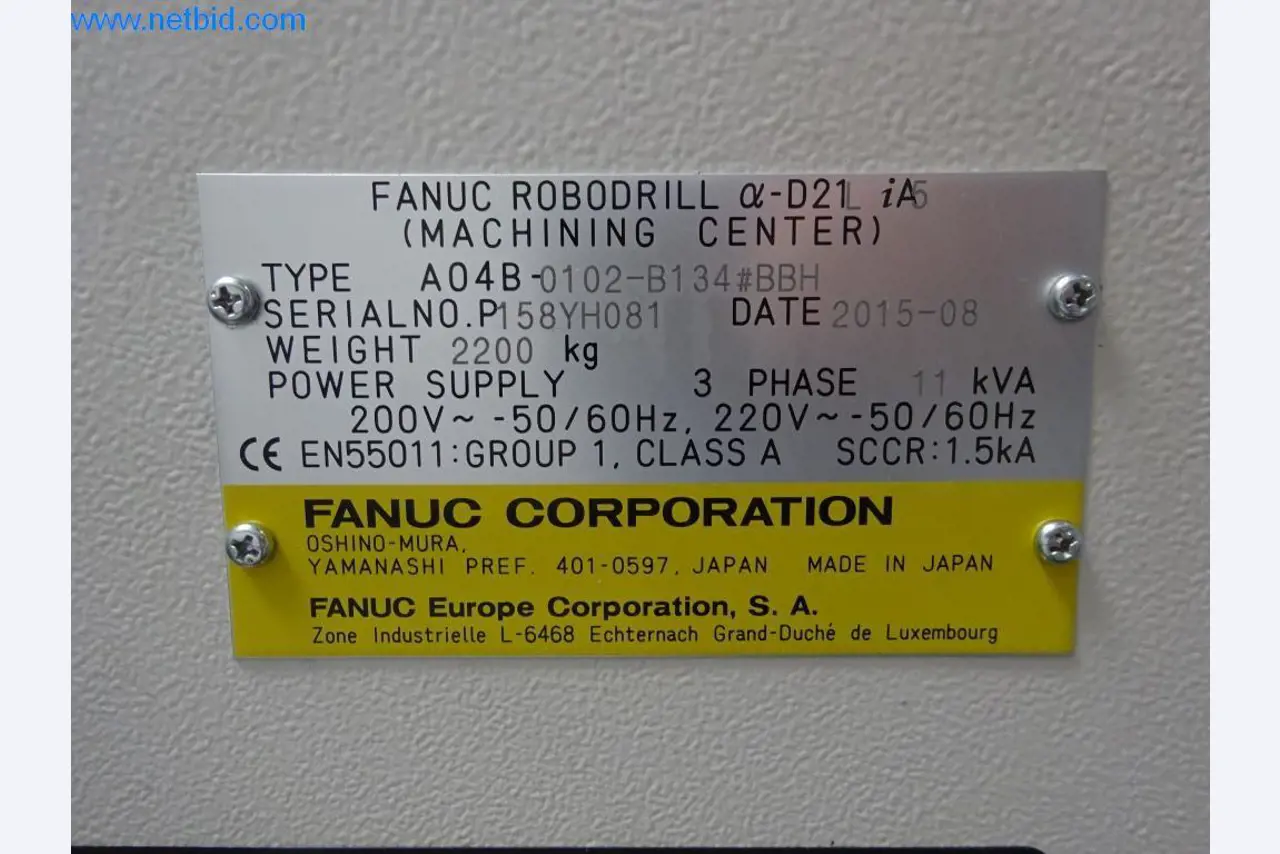 www.netbid.com
FANUC ROBODRILL α-D21L iA5
(MACHINING CENTER)
TYPE A04B-0102-B134#BBH
SERIAL NO. P158YH081 DATE 2015-08
WEIGHT 2200 kg
POWER SUPPLY 3 PHASE 11 kVA
200V~ -50/60Hz, 220V~ -50/60Hz
CE EN55011:GROUP 1, CLASS A SCCR:1.5kA
FANUC CORPORATION
OSHINO-MURA,
YAMANASHI PREF. 401-0597, JAPAN MADE IN JAPAN
FANUC Europe Corporation, S. A.
Zone Industrielle L-6468 Echternach Grand-Duché de Luxembourg